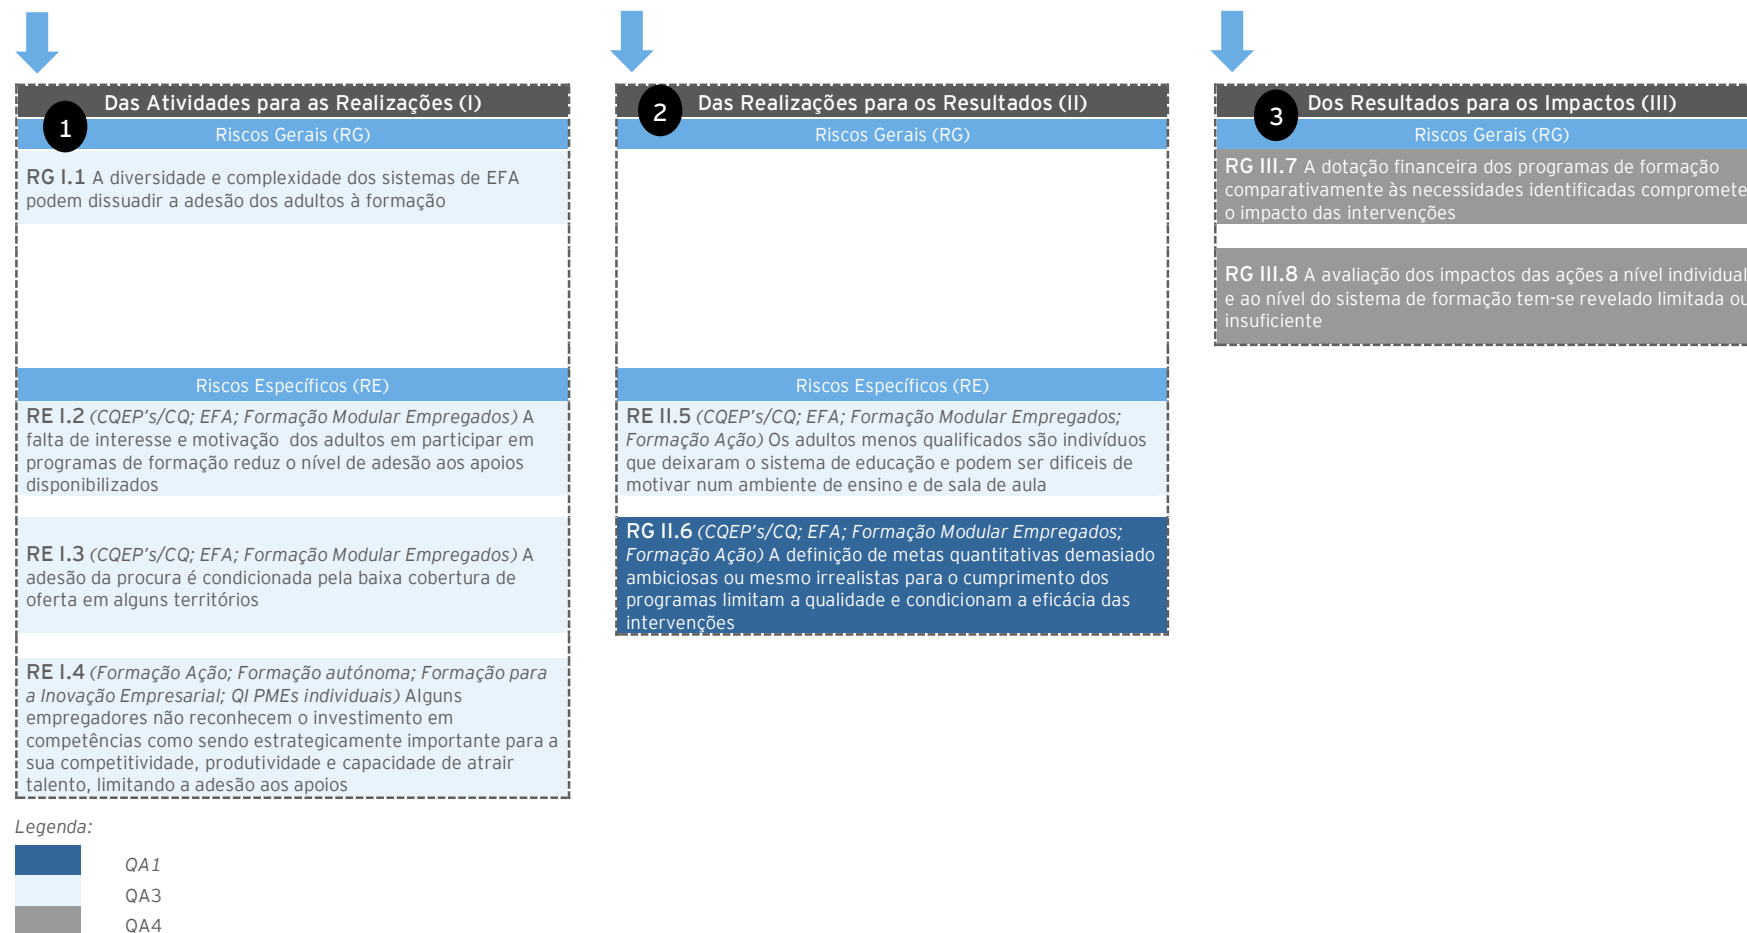 1
Das Atividades para as Realizações (I)
Riscos Gerais (RG)
RG I.1 A diversidade e complexidade dos sistemas de EFA
podem dissuadir a adesão dos adultos à formação
Riscos Específicos (RE)
RE I.2 (CQEP's/CQ; EFA; Formação Modular Empregados) A
falta de interesse e motivação dos adultos em participar em
programas de formação reduz o nível de adesão aos apoios
disponibilizados
RE I.3 (CQEP's/CQ; EFA; Formação Modular Empregados) A
adesão da procura é condicionada pela baixa cobertura de
oferta em alguns territórios
RE I.4 (Formação Ação; Formação autónoma; Formação para
a Inovação Empresarial; QI PMEs individuais) Alguns
empregadores não reconhecem o investimento em
competências como sendo estrategicamente importante para a
sua competitividade, produtividade e capacidade de atrair
talento, limitando a adesão aos apoios
2
Das Realizações para os Resultados (II)
Riscos Gerais (RG)
Riscos Específicos (RE)
RE II.5 (CQEP's/CQ; EFA; Formação Modular Empregados;
Formação Ação) Os adultos menos qualificados são indivíduos
que deixaram o sistema de educação e podem ser dificeis de
motivar num ambiente de ensino e de sala de aula
RG II.6 (CQEP's/CQ; EFA; Formação Modular Empregados;
Formação Ação) A definição de metas quantitativas demasiado
ambiciosas ou mesmo irrealistas para o cumprimento dos
programas limitam a qualidade e condicionam a eficácia das
intervenções
3
Dos Resultados para os Impactos (III)
Riscos Gerais (RG)
RG III.7 A dotação financeira dos programas de formação
comparativamente às necessidades identificadas compromete
o impacto das intervenções
RG III.8 A avaliação dos impactos das ações a nível individual
e ao nível do sistema de formação tem-se revelado limitada ou
insuficiente
Legenda:
QA1
QA3
QA4